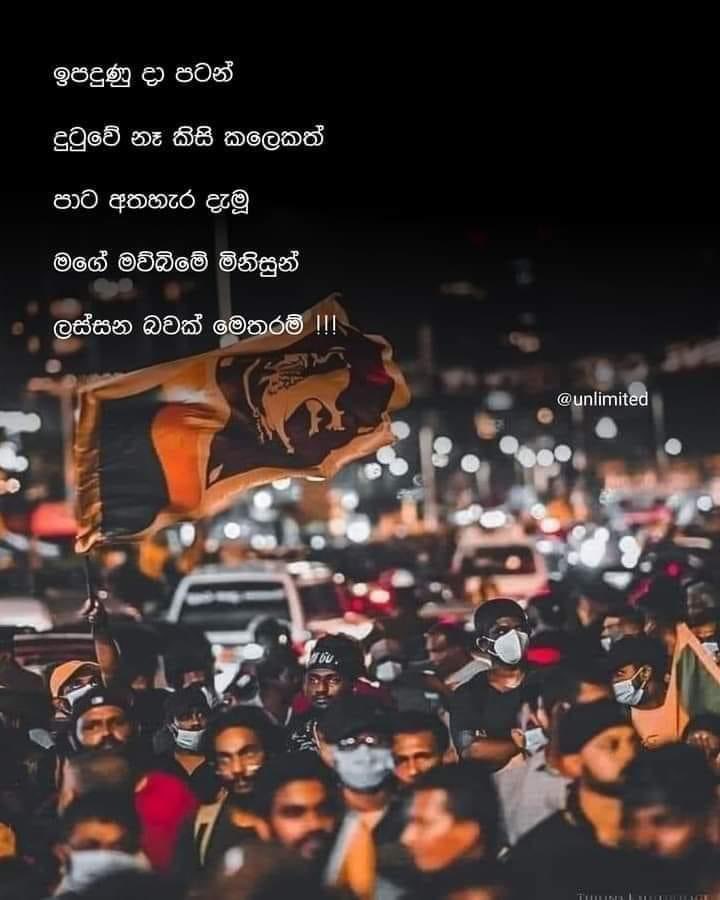 ඉපදුණු දා පටන්
දුටුවේ නෑ කිසි කලෙකත්
පාට අතහැර දැමූ
මගේ මව්බිමේ මිනිසුන්
ලස්සන බවක් මෙතරම් !!!
@unlimited